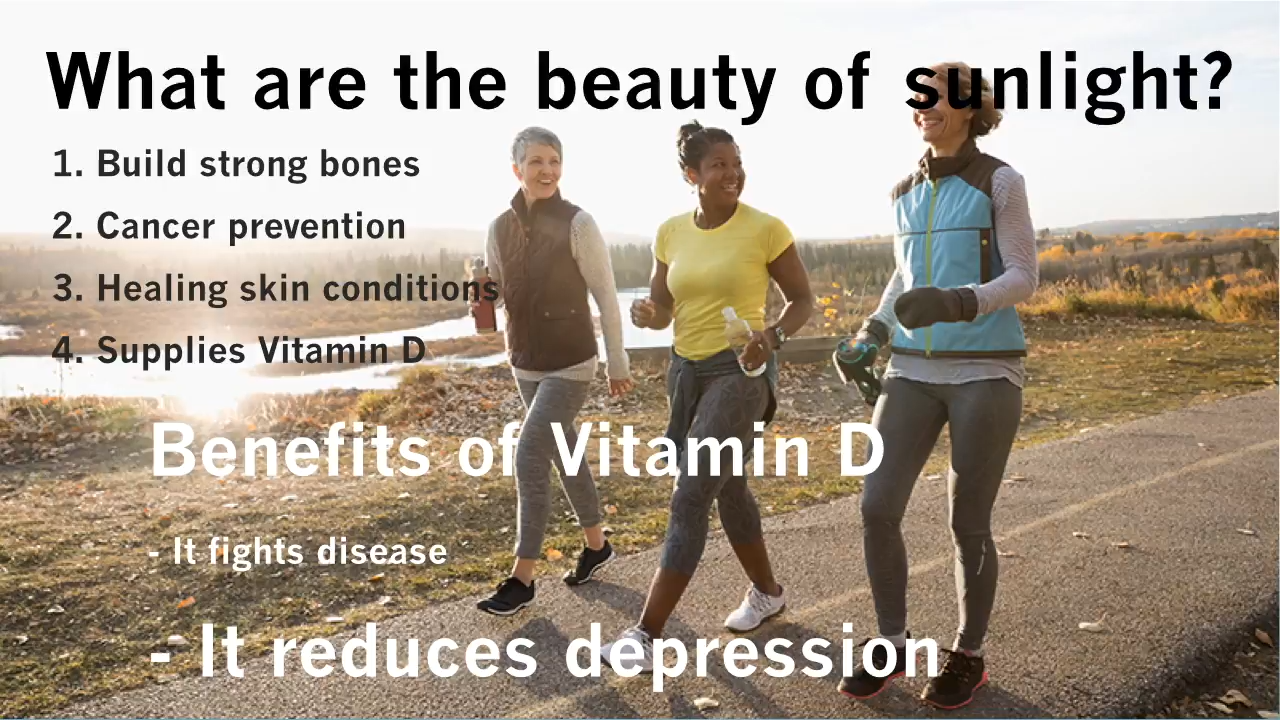 What are the beauty of sunlight?
1. Build strong bones
2. Cancer prevention
3. Healing skin conditions
4. Supplies Vitamin D
Benefits of Vitamin D
- It fights disease
- It reduces depression